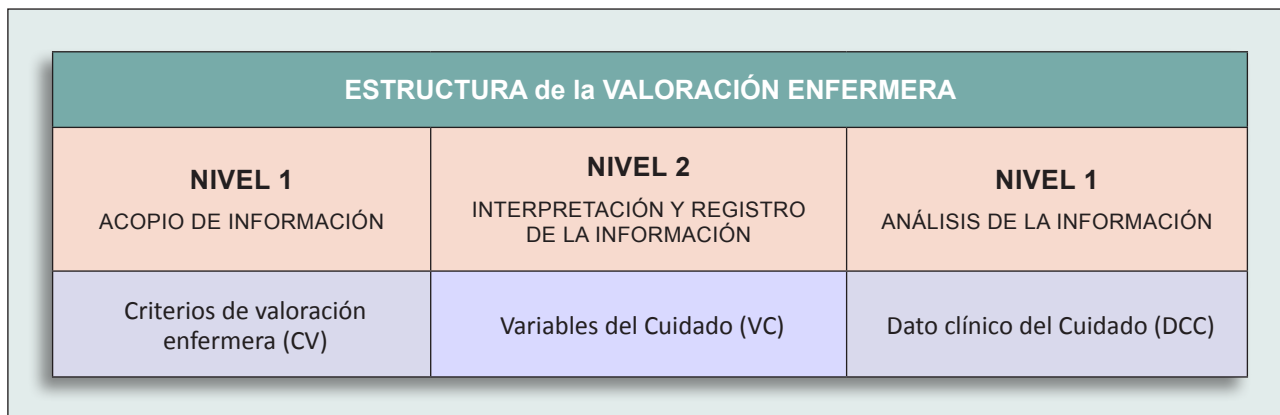 ESTRUCTURA de la VALORACIÓN ENFERMERA
NIVEL 1
ACOPIO DE INFORMACIÓN
NIVEL 2
INTERPRETACIÓN Y REGISTRO
DE LA INFORMACIÓN
NIVEL 1
ANÁLISIS DE LA INFORMACIÓN
Criterios de valoración
enfermera (CV)
Variables del Cuidado (VC)
Dato clínico del Cuidado (DCC)